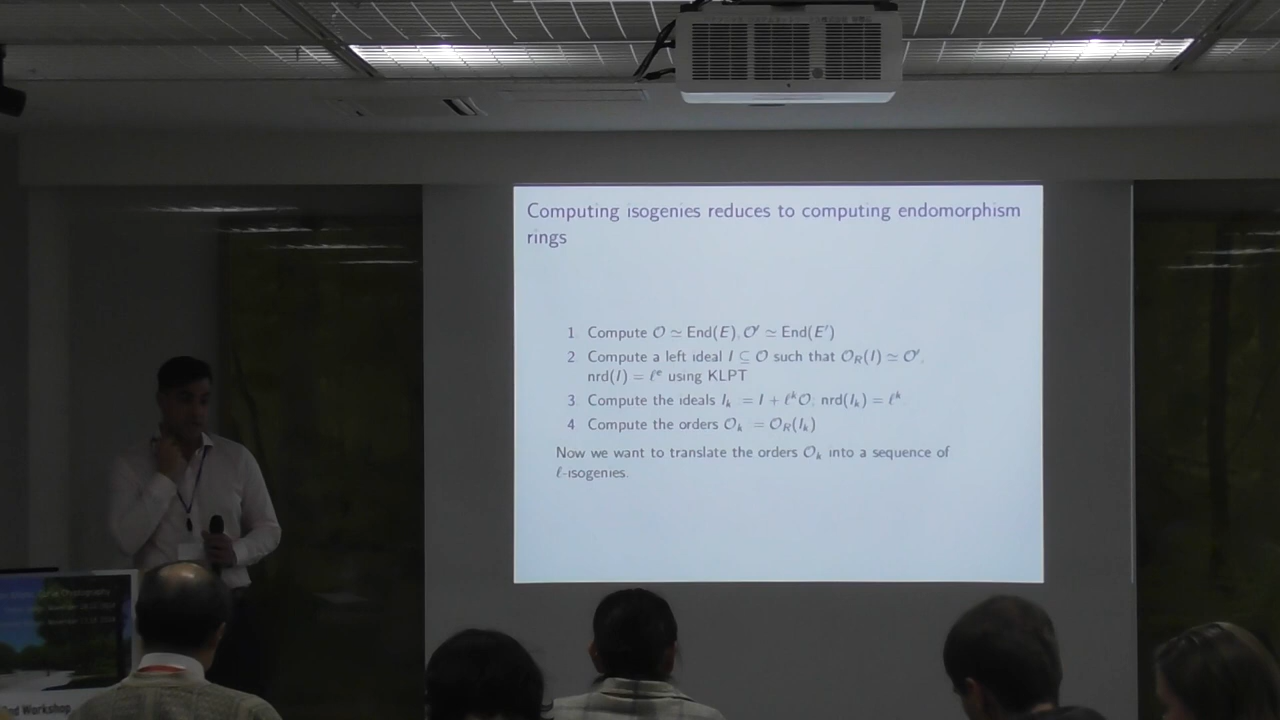 Computing isogenies reduces to computing endomorphism
rings
1 Compute 𝒪 ≃ End(E), 𝒪′ ≃ End(E′)
2 Compute a left ideal I ⊆ 𝒪 such that 𝒪_R(I) ≃ 𝒪′,
nrd(I) = ℓ^e using KLPT
3 Compute the ideals I_k = I + ℓ^k𝒪, nrd(I_k) = ℓ^k
4 Compute the orders 𝒪_k = 𝒪_R(I_k)
Now we want to translate the orders 𝒪_k into a sequence of
ℓ-isogenies.
Workshop